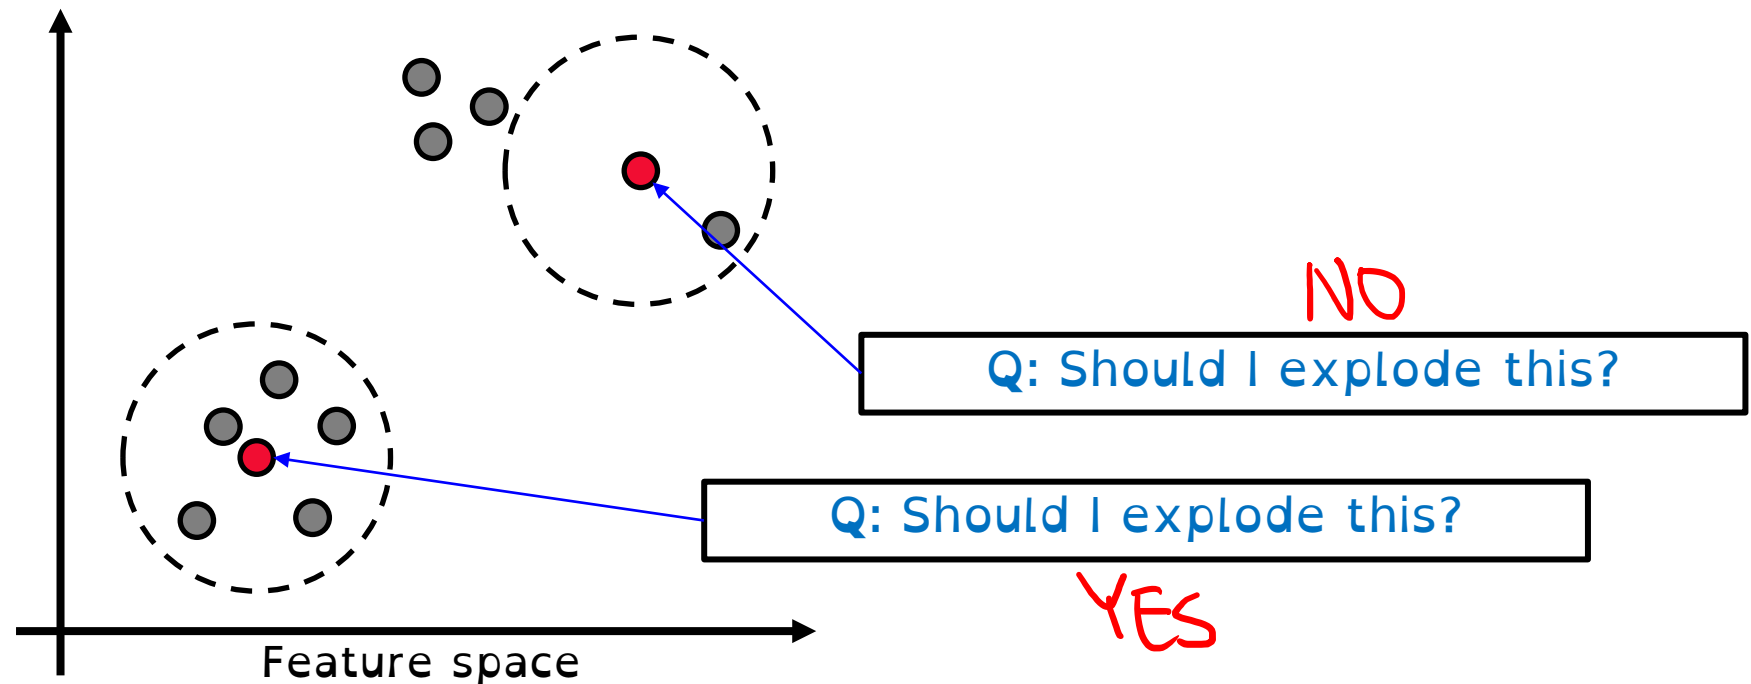 NO
Q: Should I explode this?
Q: Should I explode this?
YES
Feature space